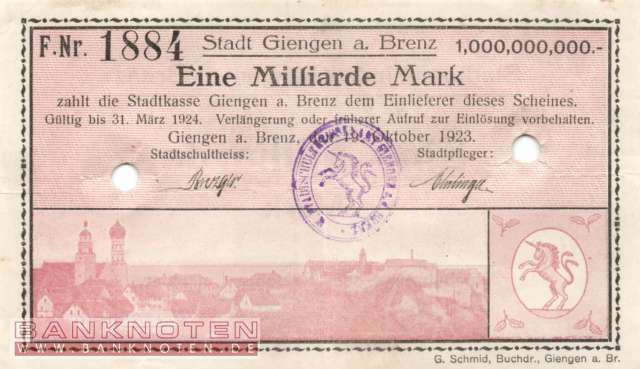 F.Nr. 1884 Stadt Giengen a. Brenz 1,000,000,000.-
Eine Milliarde Mark
zahlt die Stadtkasse Giengen a. Brenz dem Einlieferer dieses Scheines.
Gültig bis 31. März 1924. Verlängerung oder früherer Aufruf zur Einlösung vorbehalten.
Giengen a. Brenz, 19. Oktober 1923.
Stadtschultheiss: Stadtpfleger:
BANKNOTEN
WWW.BANKNOTEN.DE
G. Schmid, Buchdr., Giengen a. Br.